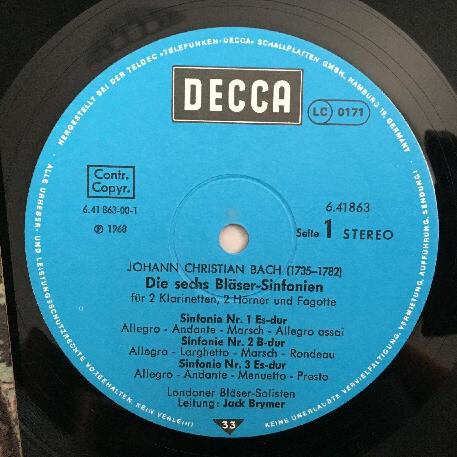 HERGESTELLT BEI DER TELDEC »TELEFUNKEN-DECCA« SCHALLPLATTEN GMBH, HAMBURG 19, GERMANY
DECCA
LC 0171
Contr.
Copyr.
6.41 863-00-1
℗ 1968
6.41863
Seite 1 STEREO
JOHANN CHRISTIAN BACH (1735-1782)
Die sechs Bläser-Sinfonien
für 2 Klarinetten, 2 Hörner und Fagotte
Sinfonie Nr. 1 Es-dur
Allegro - Andante - Marsch - Allegro assai
Sinfonie Nr. 2 B-dur
Allegro - Larghetto - Marsch - Rondeau
Sinfonie Nr. 3 Es-dur
Allegro - Andante - Menuetto - Presto
Londoner Bläser-Solisten
Leitung: Jack Brymer
33
ALLE URHEBER- UND LEISTUNGSSCHUTZRECHTE VORBEHALTEN. KEIN VERLEIH!
KEINE UNERLAUBTE VERVIELFÄLTIGUNG, VERMIETUNG, AUFFÜHRUNG, SENDUNG!